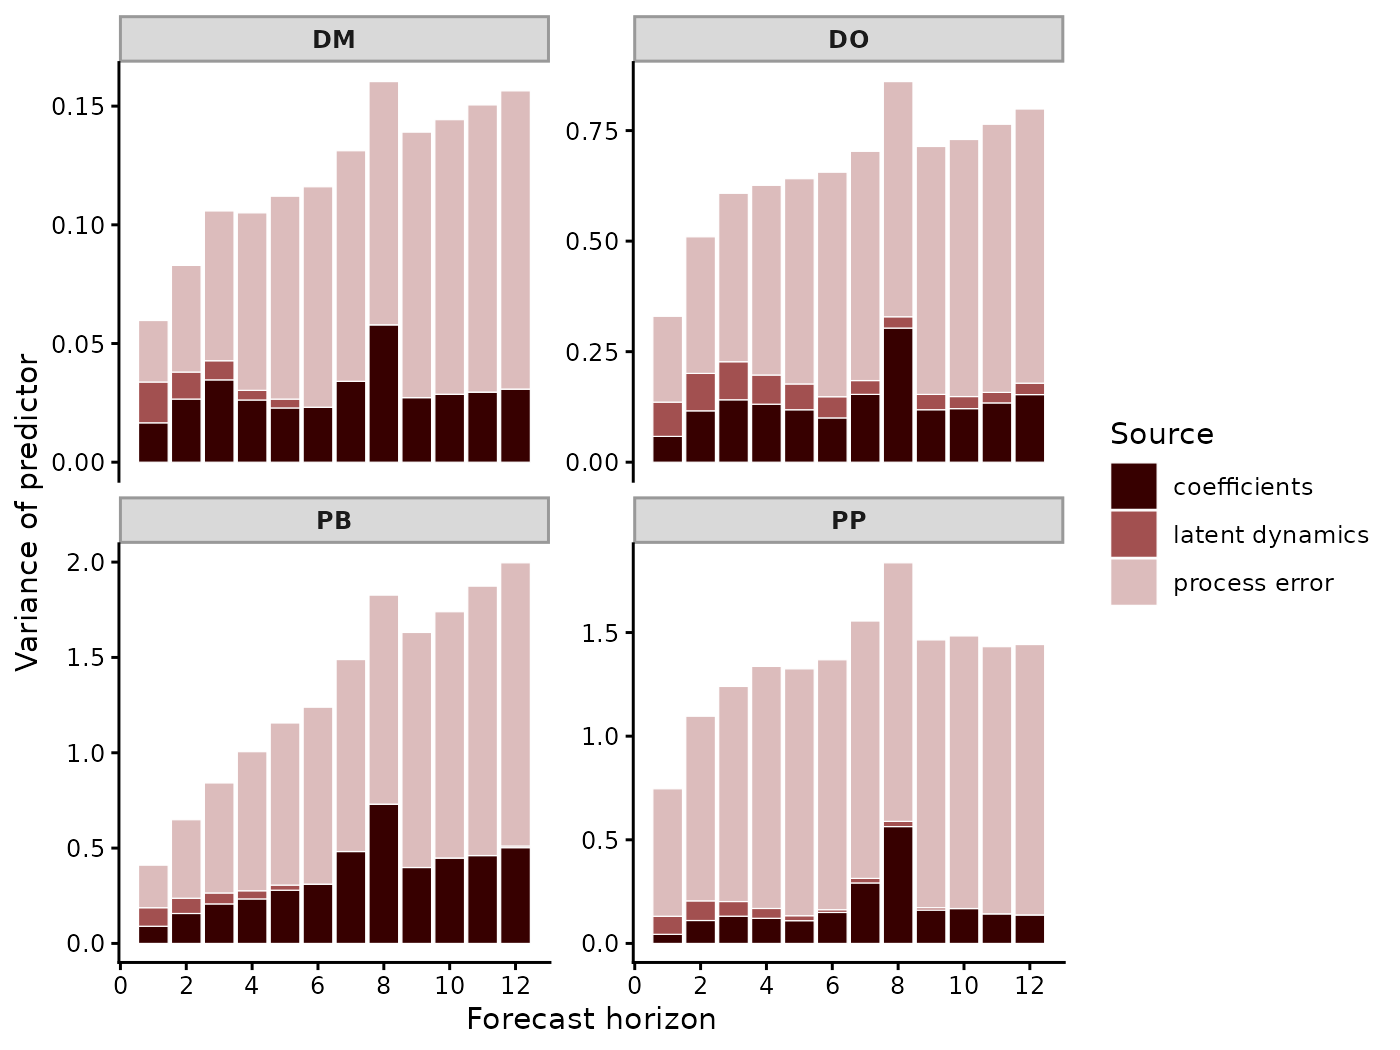 DM
DO
0.15
0.10
0.05
0.00
0.75
0.50
0.25
0.00
PB
PP
2.0
1.5
1.0
0.5
0.0
1.5
1.0
0.5
0.0
0 2 4 6 8 10 12
0 2 4 6 8 10 12
Forecast horizon
Variance of predictor
Source
coefficients
latent dynamics
process error